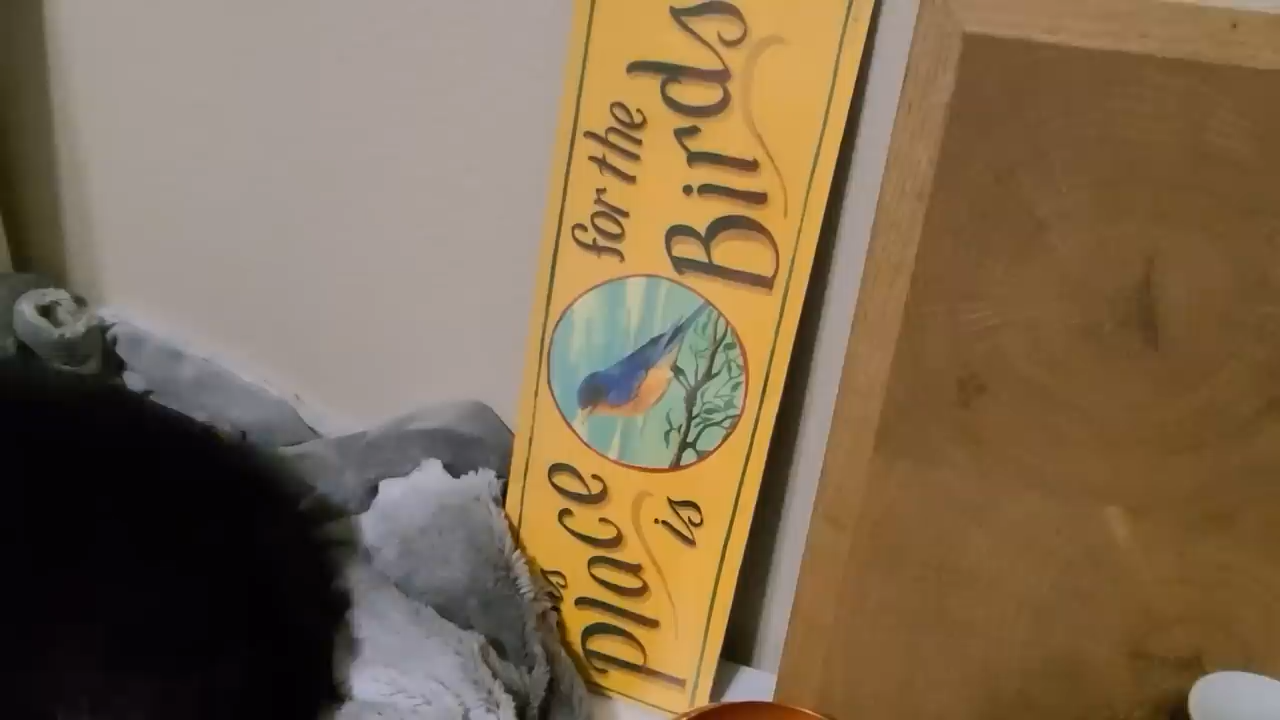 place
is
for the
Birds